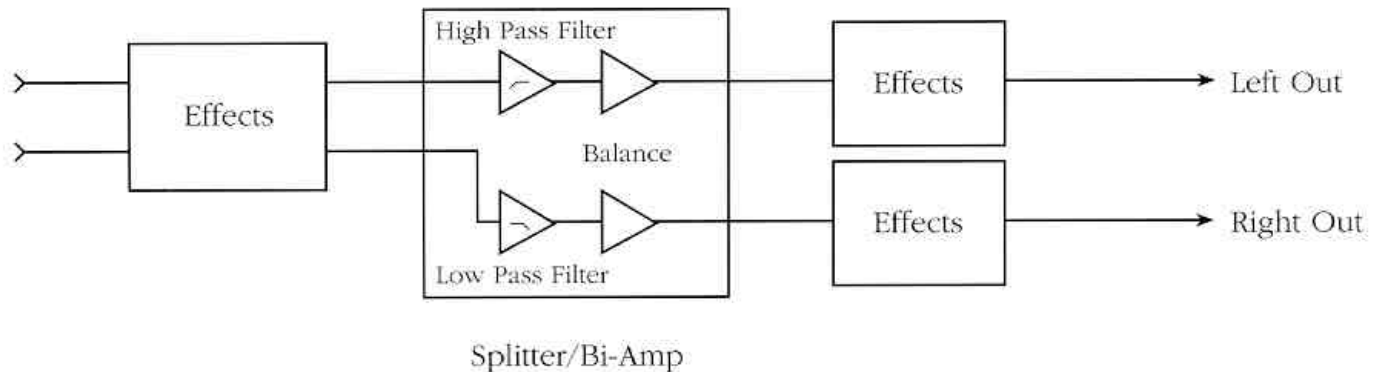 High Pass Filter
Effects
Effects
Left Out
Balance
Effects
Right Out
Low Pass Filter
Splitter/Bi-Amp